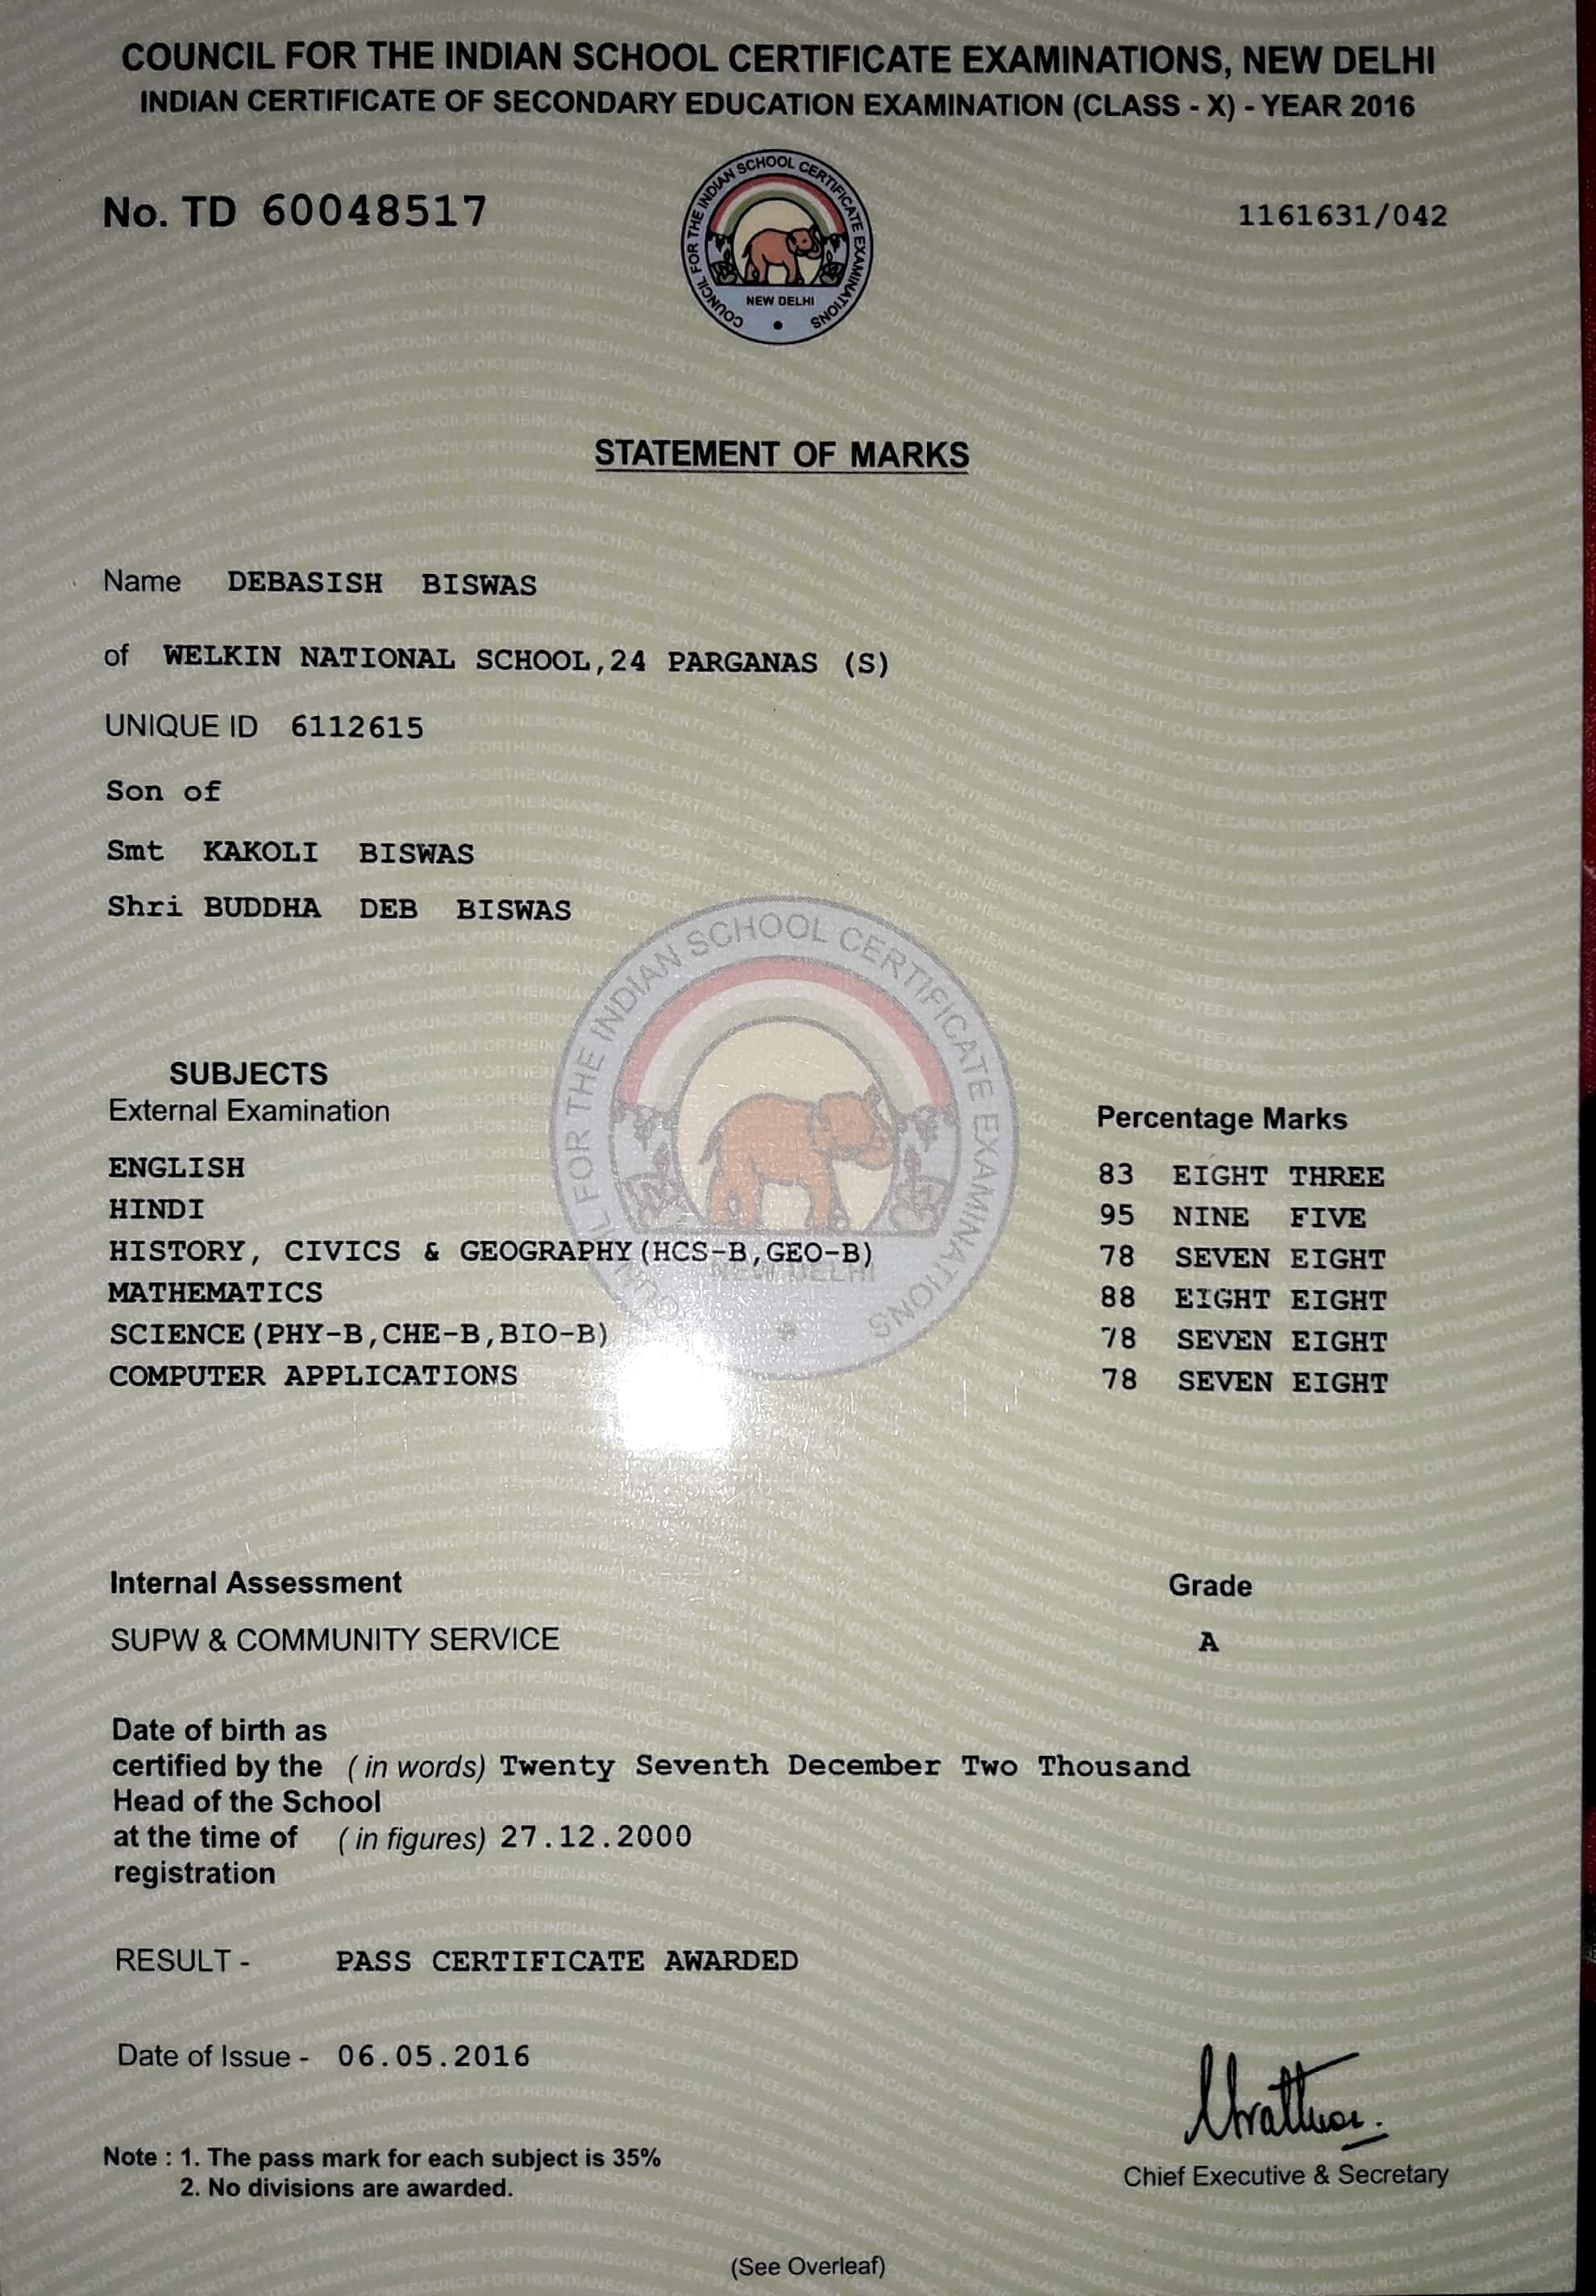 COUNCIL FOR THE INDIAN SCHOOL CERTIFICATE EXAMINATIONS, NEW DELHI
INDIAN CERTIFICATE OF SECONDARY EDUCATION EXAMINATION (CLASS - X) - YEAR 2016
No. TD 60048517
1161631/042
COUNCIL FOR THE INDIAN SCHOOL CERTIFICATE EXAMINATIONS
NEW DELHI
STATEMENT OF MARKS
Name DEBASISH BISWAS
of WELKIN NATIONAL SCHOOL,24 PARGANAS (S)
UNIQUE ID 6112615
Son of
Smt KAKOLI BISWAS
Shri BUDDHA DEB BISWAS
SUBJECTS
External Examination Percentage Marks
ENGLISH 83 EIGHT THREE
HINDI 95 NINE FIVE
HISTORY, CIVICS & GEOGRAPHY(HCS-B,GEO-B) 78 SEVEN EIGHT
MATHEMATICS 88 EIGHT EIGHT
SCIENCE(PHY-B,CHE-B,BIO-B) 78 SEVEN EIGHT
COMPUTER APPLICATIONS 78 SEVEN EIGHT
Internal Assessment Grade
SUPW & COMMUNITY SERVICE A
Date of birth as
certified by the (in words) Twenty Seventh December Two Thousand
Head of the School
at the time of (in figures) 27.12.2000
registration
RESULT - PASS CERTIFICATE AWARDED
Date of Issue - 06.05.2016
Note : 1. The pass mark for each subject is 35%
2. No divisions are awarded.
Chief Executive & Secretary
(See Overleaf)